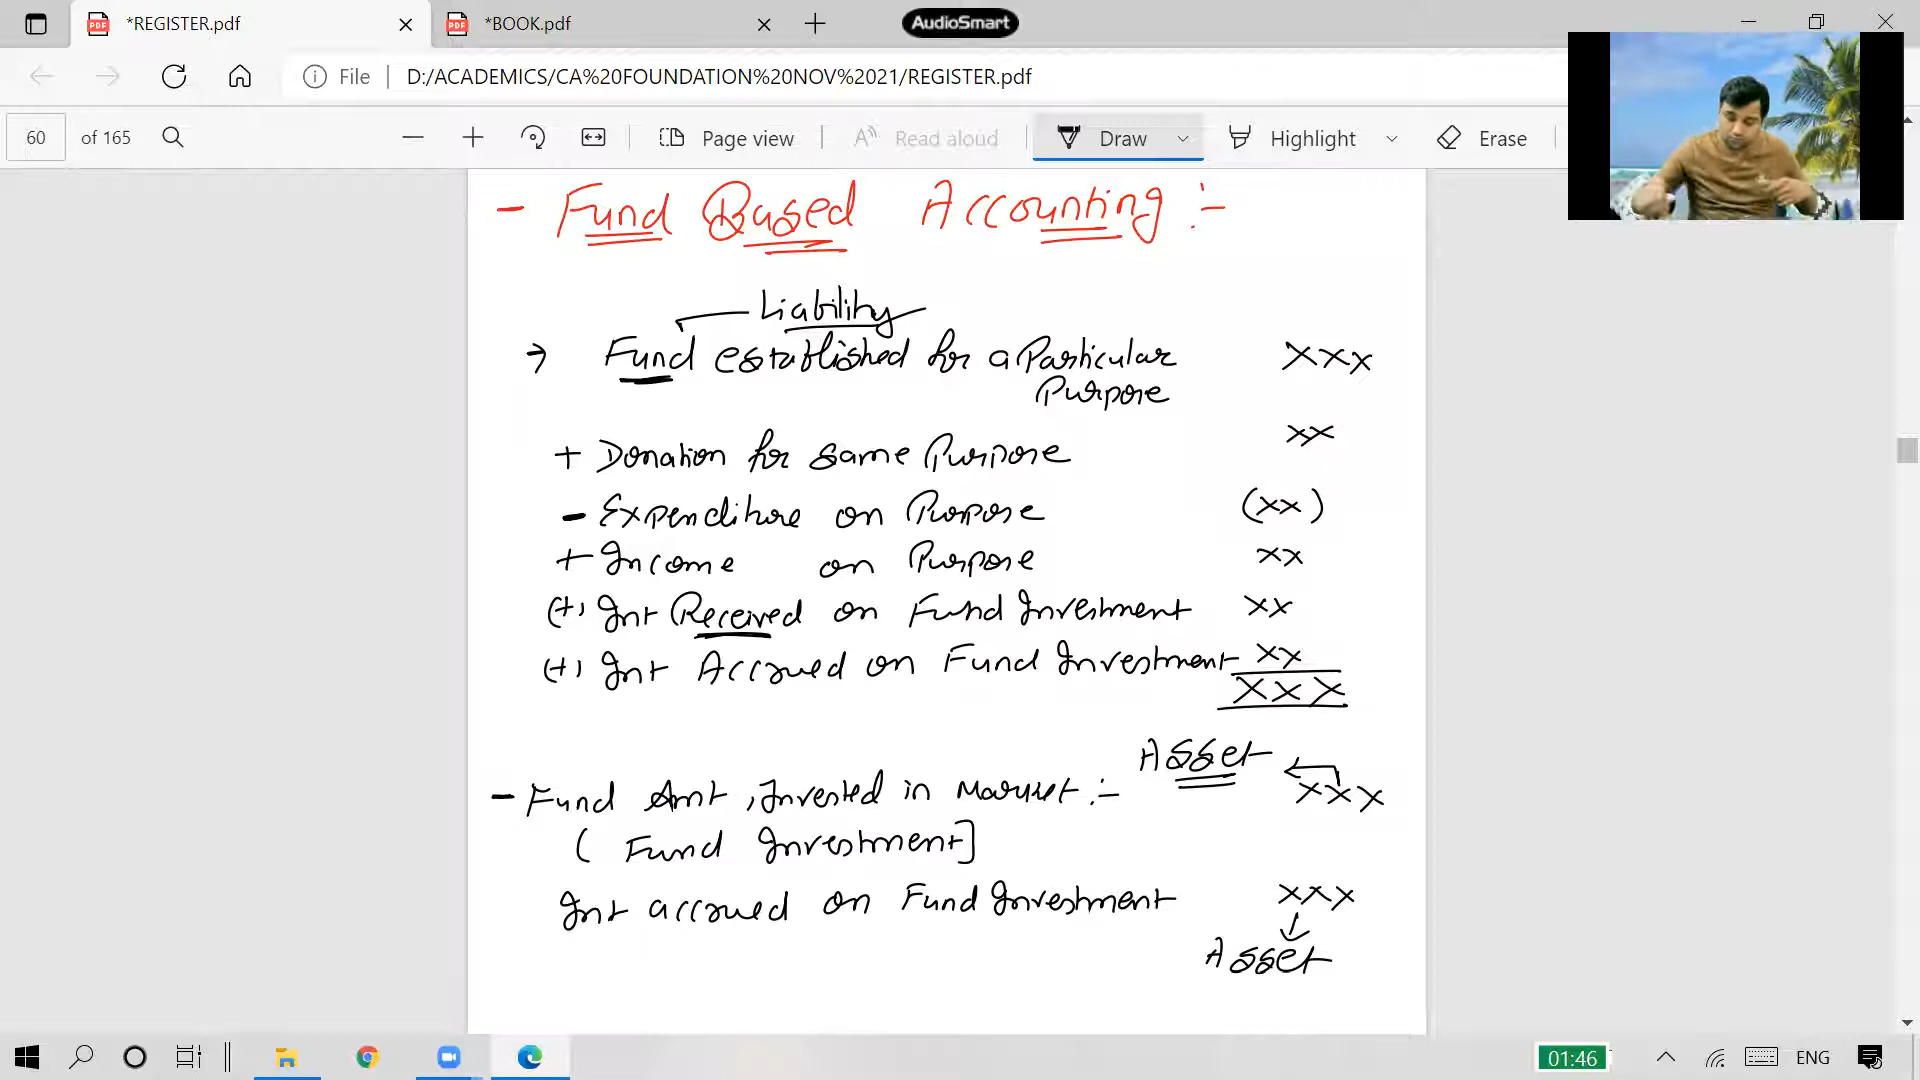 *REGISTER.pdf
*BOOK.pdf
AudioSmart
File
D:/ACADEMICS/CA%20FOUNDATION%20NOV%2021/REGISTER.pdf
60 of 165
Page view
Read aloud
Draw
Highlight
Erase
- Fund Based Accounting :-
Liability
→ Fund established for a Particular xxx
Purpose
+ Donation for same Purpose xx
- Expenditure on Purpose (xx)
+ Income on Purpose xx
(+) Int Received on Fund Investment xx
(+) Int Accrued on Fund Investment xx
xxx
Asset
- Fund Amt, Invested in Market :- xxx
( Fund Investment]
Int accrued on Fund Investment xxx
Asset
01:46
ENG